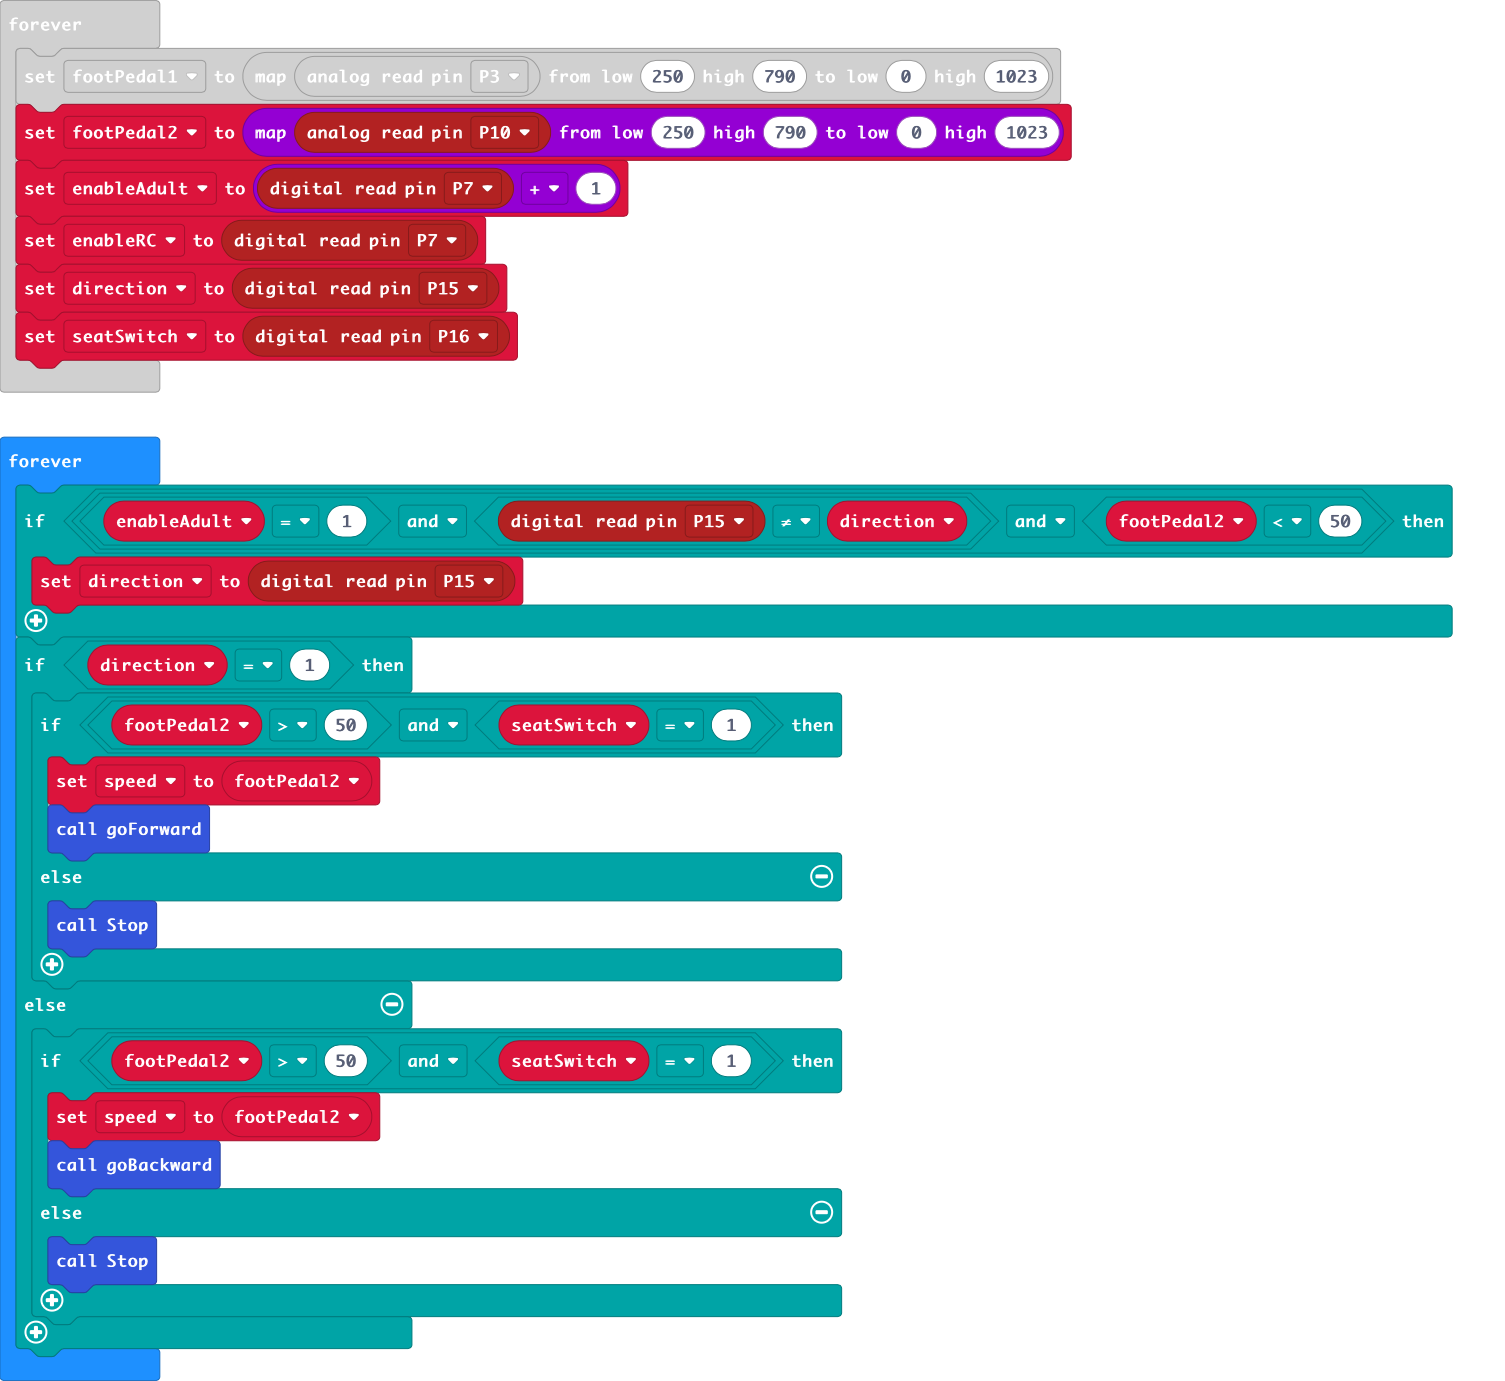 forever
set footPedal1 to map analog read pin P3 from low 250 high 790 to low 0 high 1023
set footPedal2 to map analog read pin P10 from low 250 high 790 to low 0 high 1023
set enableAdult to digital read pin P7 + 1
set enableRC to digital read pin P7
set direction to digital read pin P15
set seatSwitch to digital read pin P16
forever
if enableAdult = 1 and digital read pin P15 ≠ direction and footPedal2 < 50 then
set direction to digital read pin P15
if direction = 1 then
if footPedal2 > 50 and seatSwitch = 1 then
set speed to footPedal2
call goForward
else
call Stop
else
if footPedal2 > 50 and seatSwitch = 1 then
set speed to footPedal2
call goBackward
else
call Stop